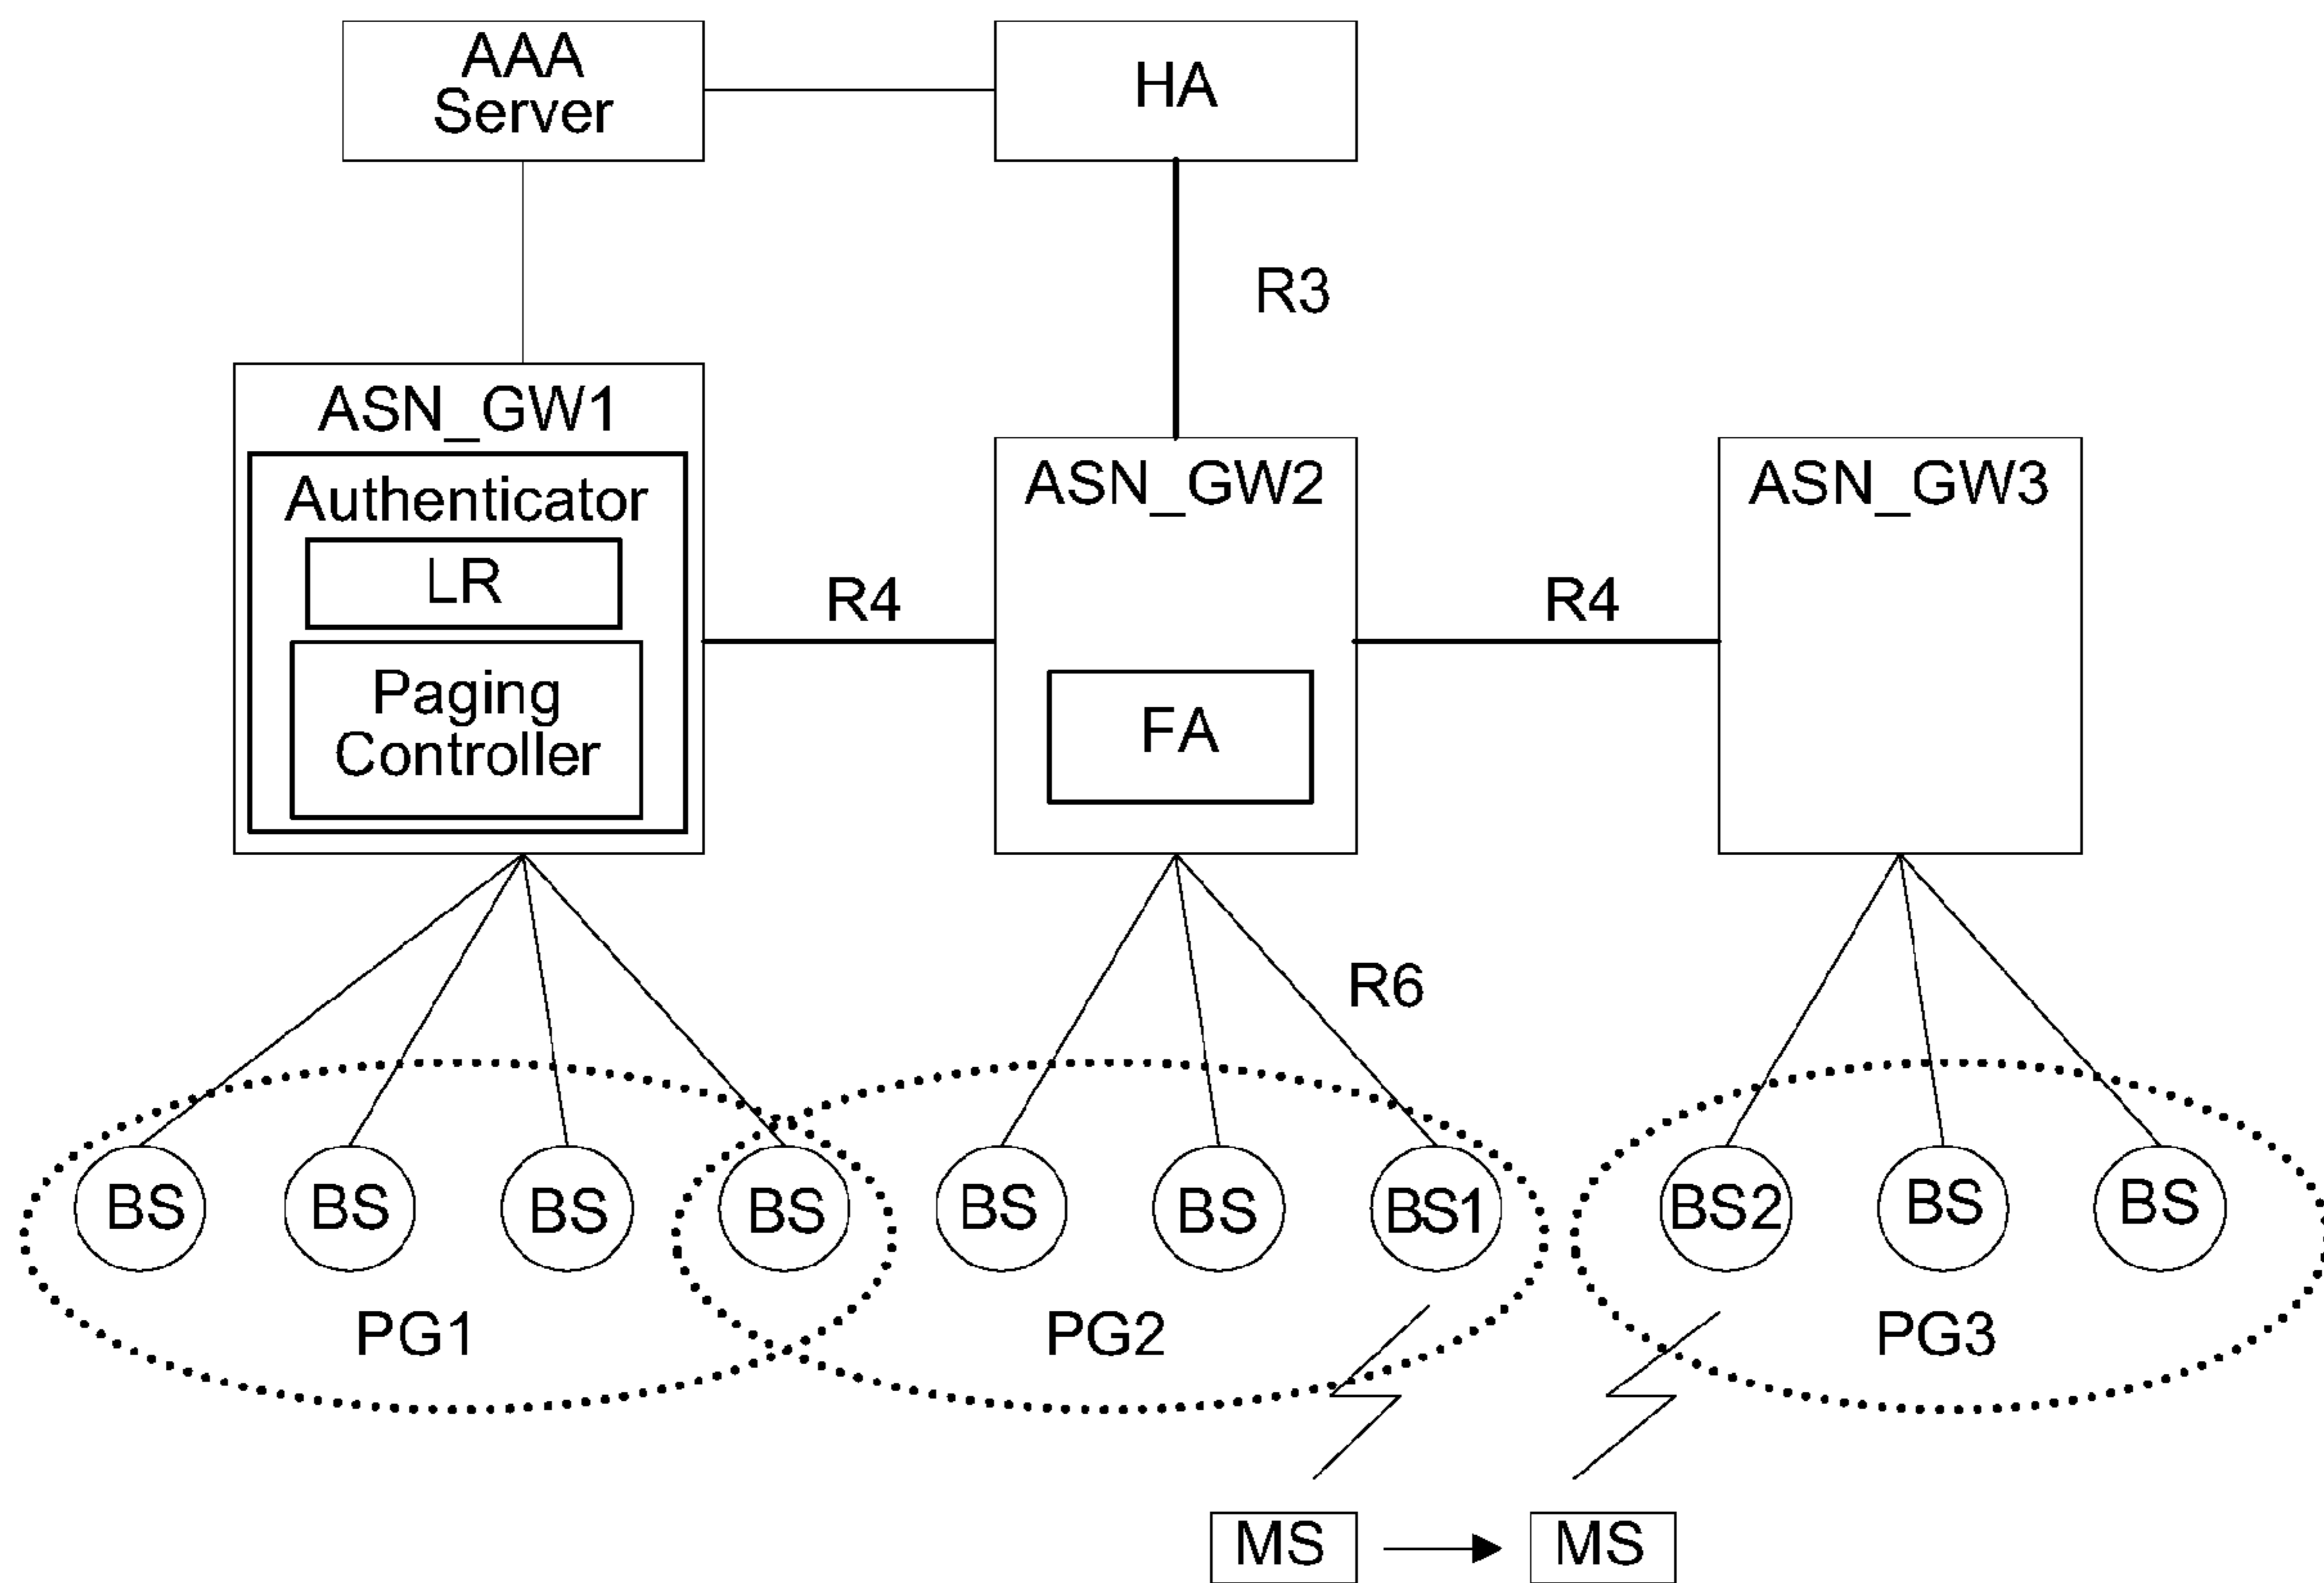 AAA
Server
HA
R3
ASN_GW1
Authenticator
LR
Paging
Controller
R4
ASN_GW2
FA
R4
ASN_GW3
R6
BS
BS
BS
BS
BS
BS
BS1
BS2
BS
BS
PG1
PG2
PG3
MS
MS